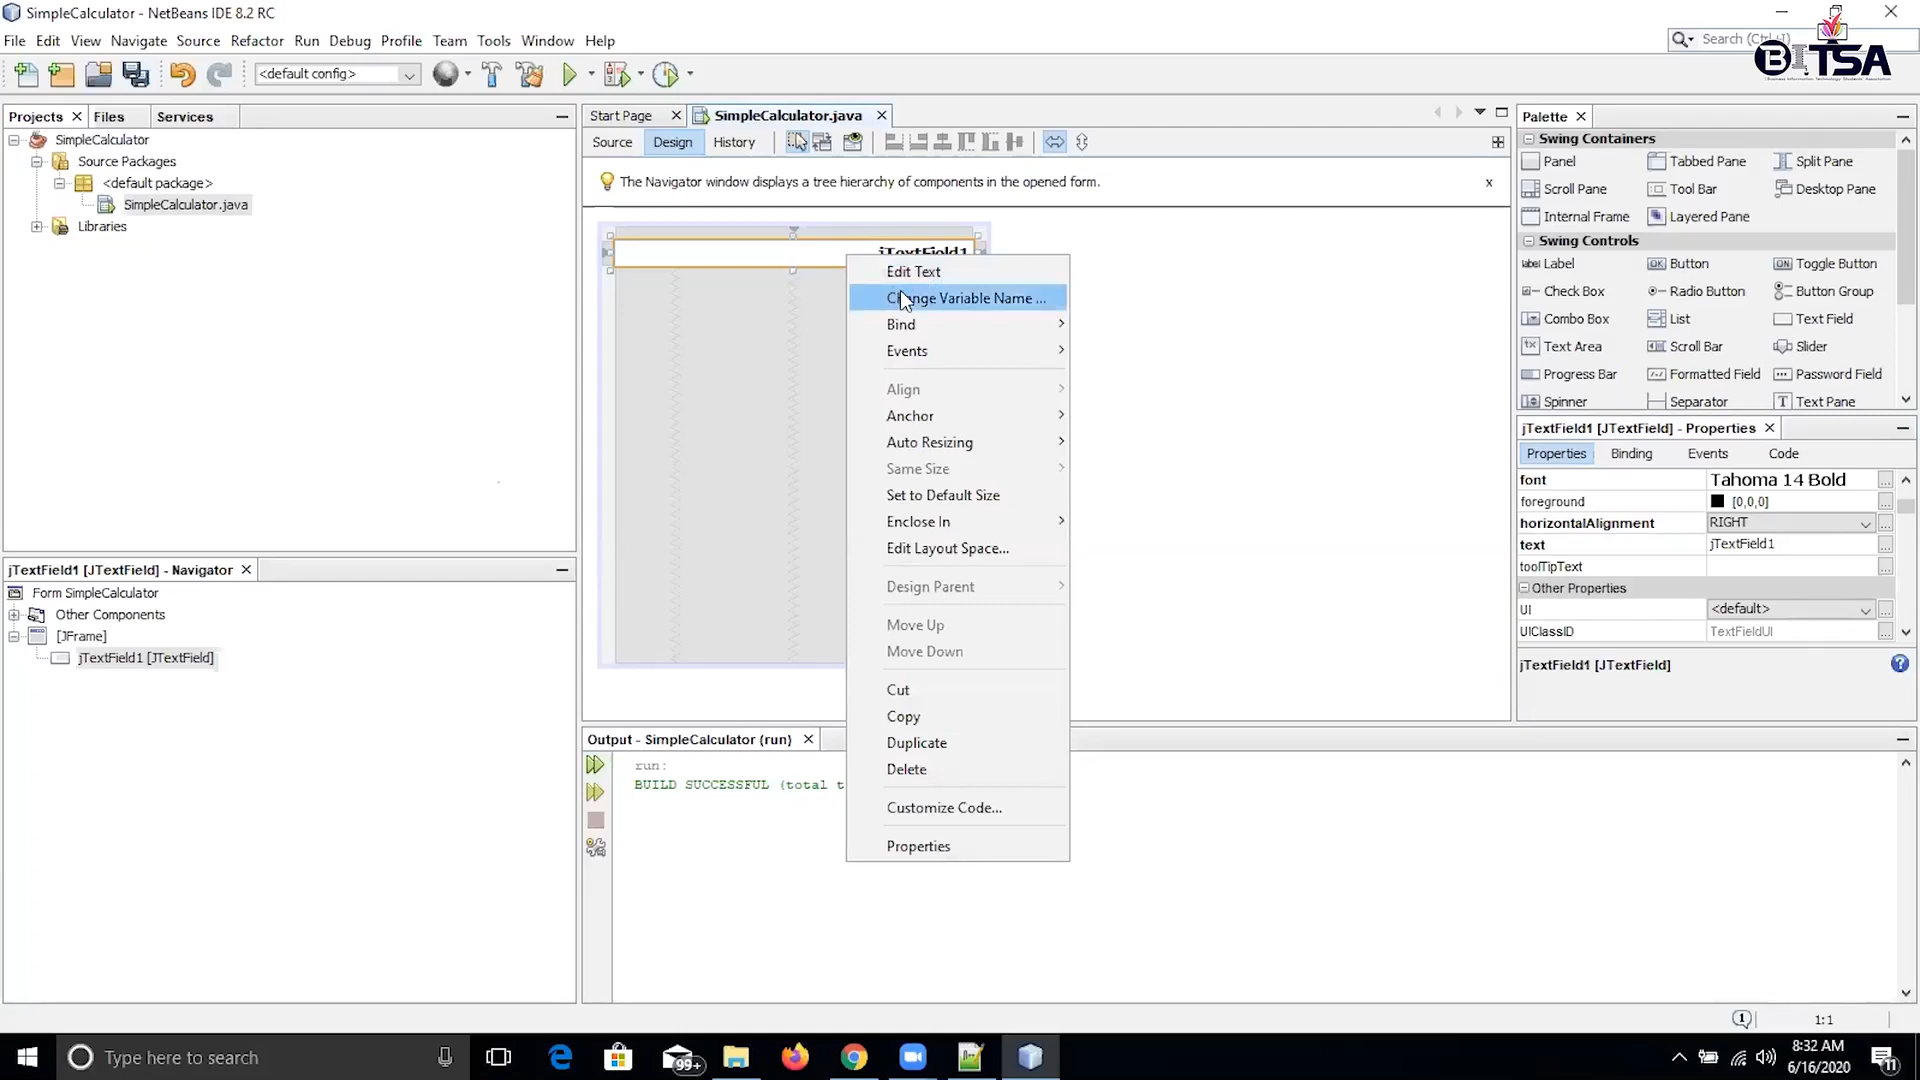 SimpleCalculator - NetBeans IDE 8.2 RC
File Edit View Navigate Source Refactor Run Debug Profile Team Tools Window Help
Search (Ctrl+I)
BITSA
<default config>
Projects Files Services
SimpleCalculator
Source Packages
<default package>
SimpleCalculator.java
Libraries
Start Page SimpleCalculator.java
Source Design History
The Navigator window displays a tree hierarchy of components in the opened form. x
jTextField1
Edit Text
Change Variable Name ...
Bind
Events
Align
Anchor
Auto Resizing
Same Size
Set to Default Size
Enclose In
Edit Layout Space...
Design Parent
Move Up
Move Down
Cut
Copy
Duplicate
Delete
Customize Code...
Properties
Palette
Swing Containers
Panel Tabbed Pane Split Pane
Scroll Pane Tool Bar Desktop Pane
Internal Frame Layered Pane
Swing Controls
label Label OK Button ON Toggle Button
Check Box Radio Button Button Group
Combo Box List Text Field
Text Area Scroll Bar Slider
Progress Bar Formatted Field Password Field
Spinner Separator Text Pane
jTextField1 [JTextField] - Properties
Properties Binding Events Code
font Tahoma 14 Bold ...
foreground [0,0,0] ...
horizontalAlignment RIGHT ...
text jTextField1 ...
toolTipText ...
Other Properties
UI <default> ...
UIClassID TextFieldUI ...
jTextField1 [JTextField]
jTextField1 [JTextField] - Navigator
Form SimpleCalculator
Other Components
[JFrame]
jTextField1 [JTextField]
Output - SimpleCalculator (run)
run:
BUILD SUCCESSFUL (total t
1 1:1
Type here to search
99+
8:32 AM
6/16/2020
11